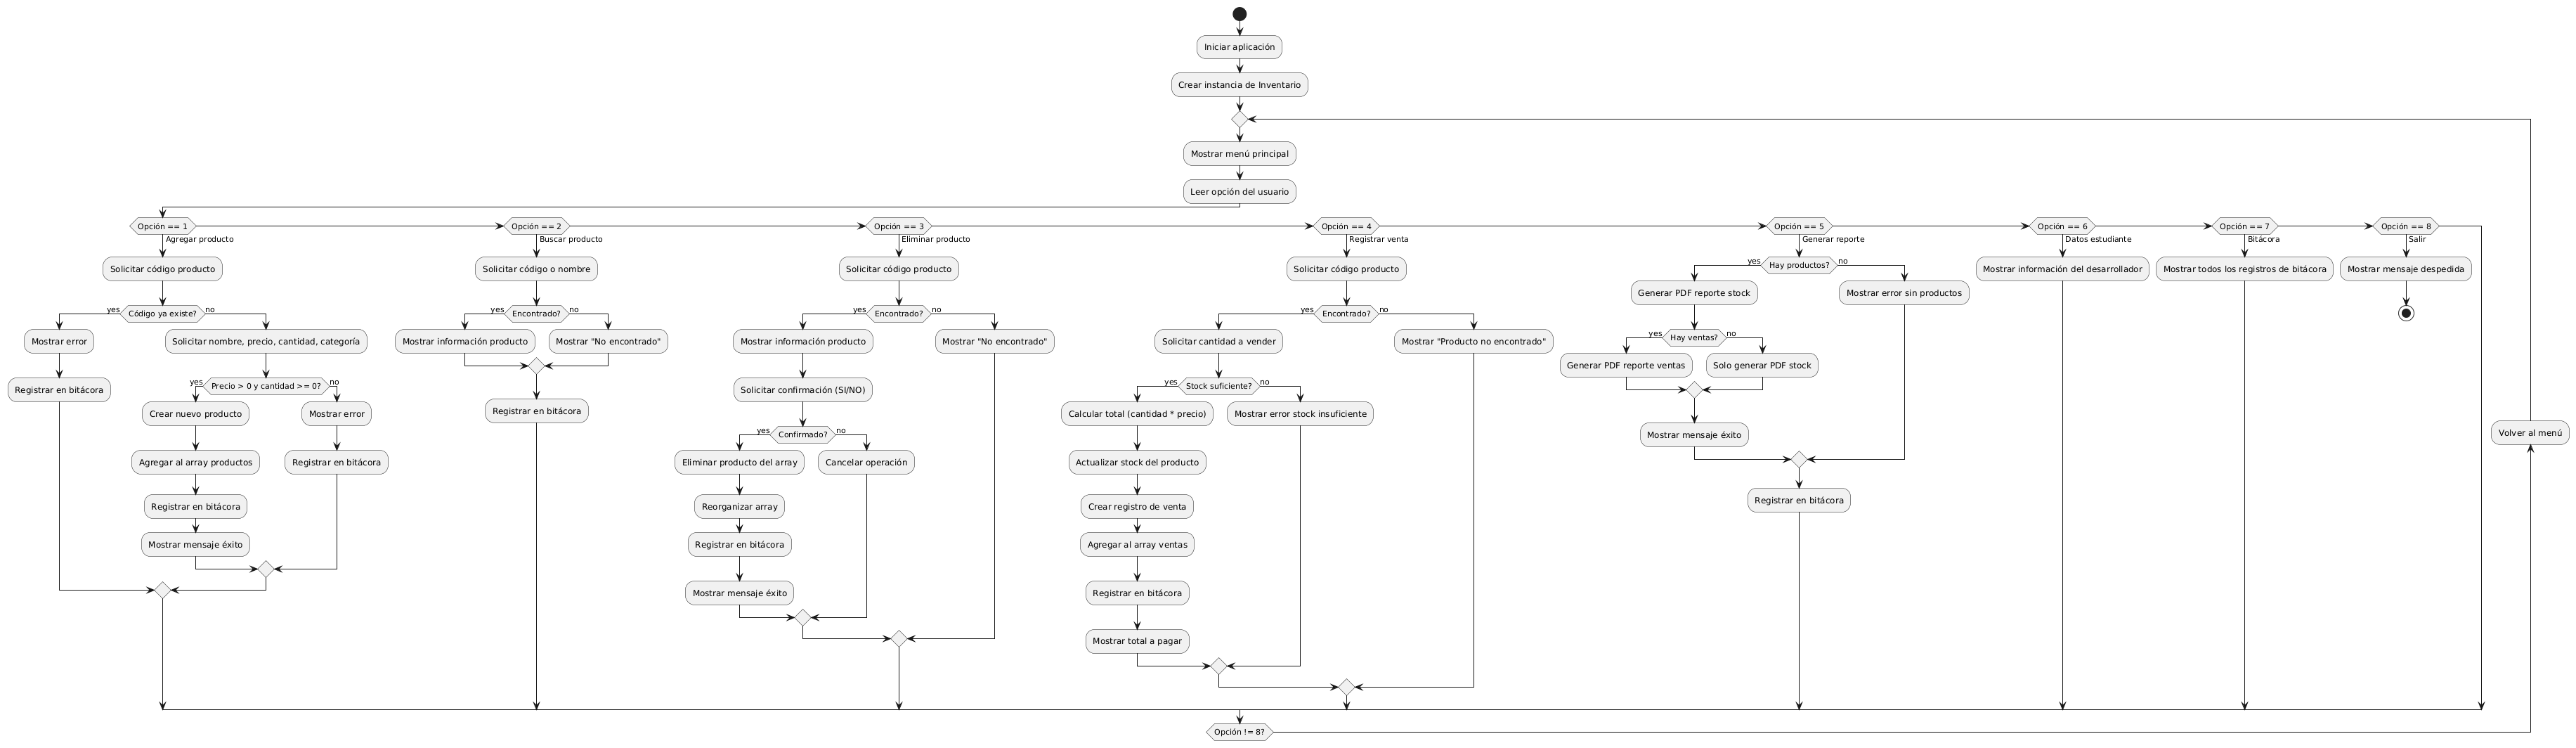 Iniciar aplicación
Crear instancia de Inventario
Mostrar menú principal
Leer opción del usuario
Opción == 1
Agregar producto
Solicitar código producto
Código ya existe?
yes
no
Mostrar error
Registrar en bitácora
Solicitar nombre, precio, cantidad, categoría
Precio > 0 y cantidad >= 0?
yes
no
Crear nuevo producto
Agregar al array productos
Registrar en bitácora
Mostrar mensaje éxito
Mostrar error
Registrar en bitácora
Opción == 2
Buscar producto
Solicitar código o nombre
Encontrado?
yes
no
Mostrar información producto
Mostrar "No encontrado"
Registrar en bitácora
Opción == 3
Eliminar producto
Solicitar código producto
Encontrado?
yes
no
Mostrar información producto
Solicitar confirmación (SI/NO)
Confirmado?
yes
no
Eliminar producto del array
Reorganizar array
Registrar en bitácora
Mostrar mensaje éxito
Cancelar operación
Mostrar "No encontrado"
Opción == 4
Registrar venta
Solicitar código producto
Encontrado?
yes
no
Solicitar cantidad a vender
Stock suficiente?
yes
no
Calcular total (cantidad * precio)
Actualizar stock del producto
Crear registro de venta
Agregar al array ventas
Registrar en bitácora
Mostrar total a pagar
Mostrar error stock insuficiente
Mostrar "Producto no encontrado"
Opción == 5
Generar reporte
Hay productos?
yes
no
Generar PDF reporte stock
Hay ventas?
yes
no
Generar PDF reporte ventas
Solo generar PDF stock
Mostrar mensaje éxito
Mostrar error sin productos
Registrar en bitácora
Opción == 6
Datos estudiante
Mostrar información del desarrollador
Opción == 7
Bitácora
Mostrar todos los registros de bitácora
Opción == 8
Salir
Mostrar mensaje despedida
Volver al menú
Opción != 8?